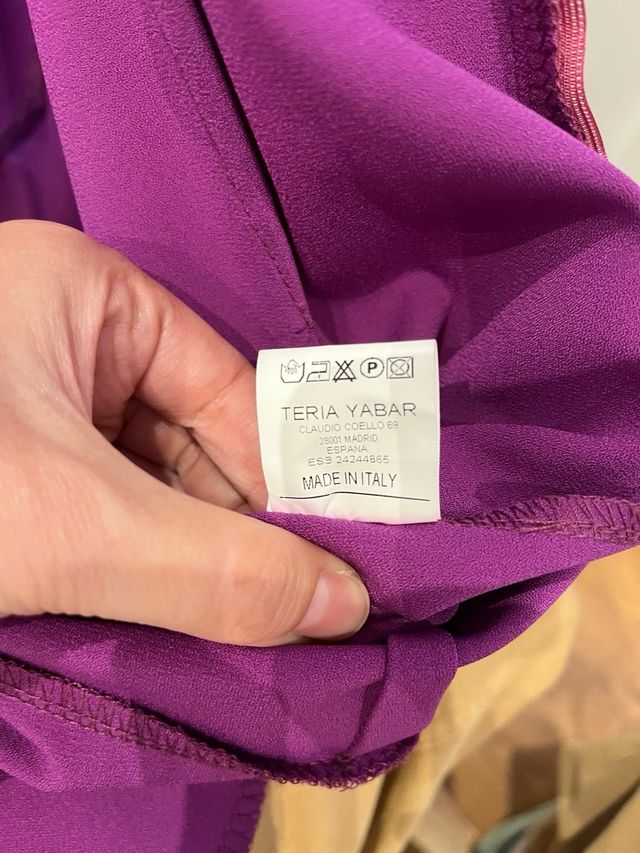 P
TERIA YABAR
CLAUDIO COELLO 69
28001 MADRID
ESPANA
ESB 24244665
MADE IN ITALY